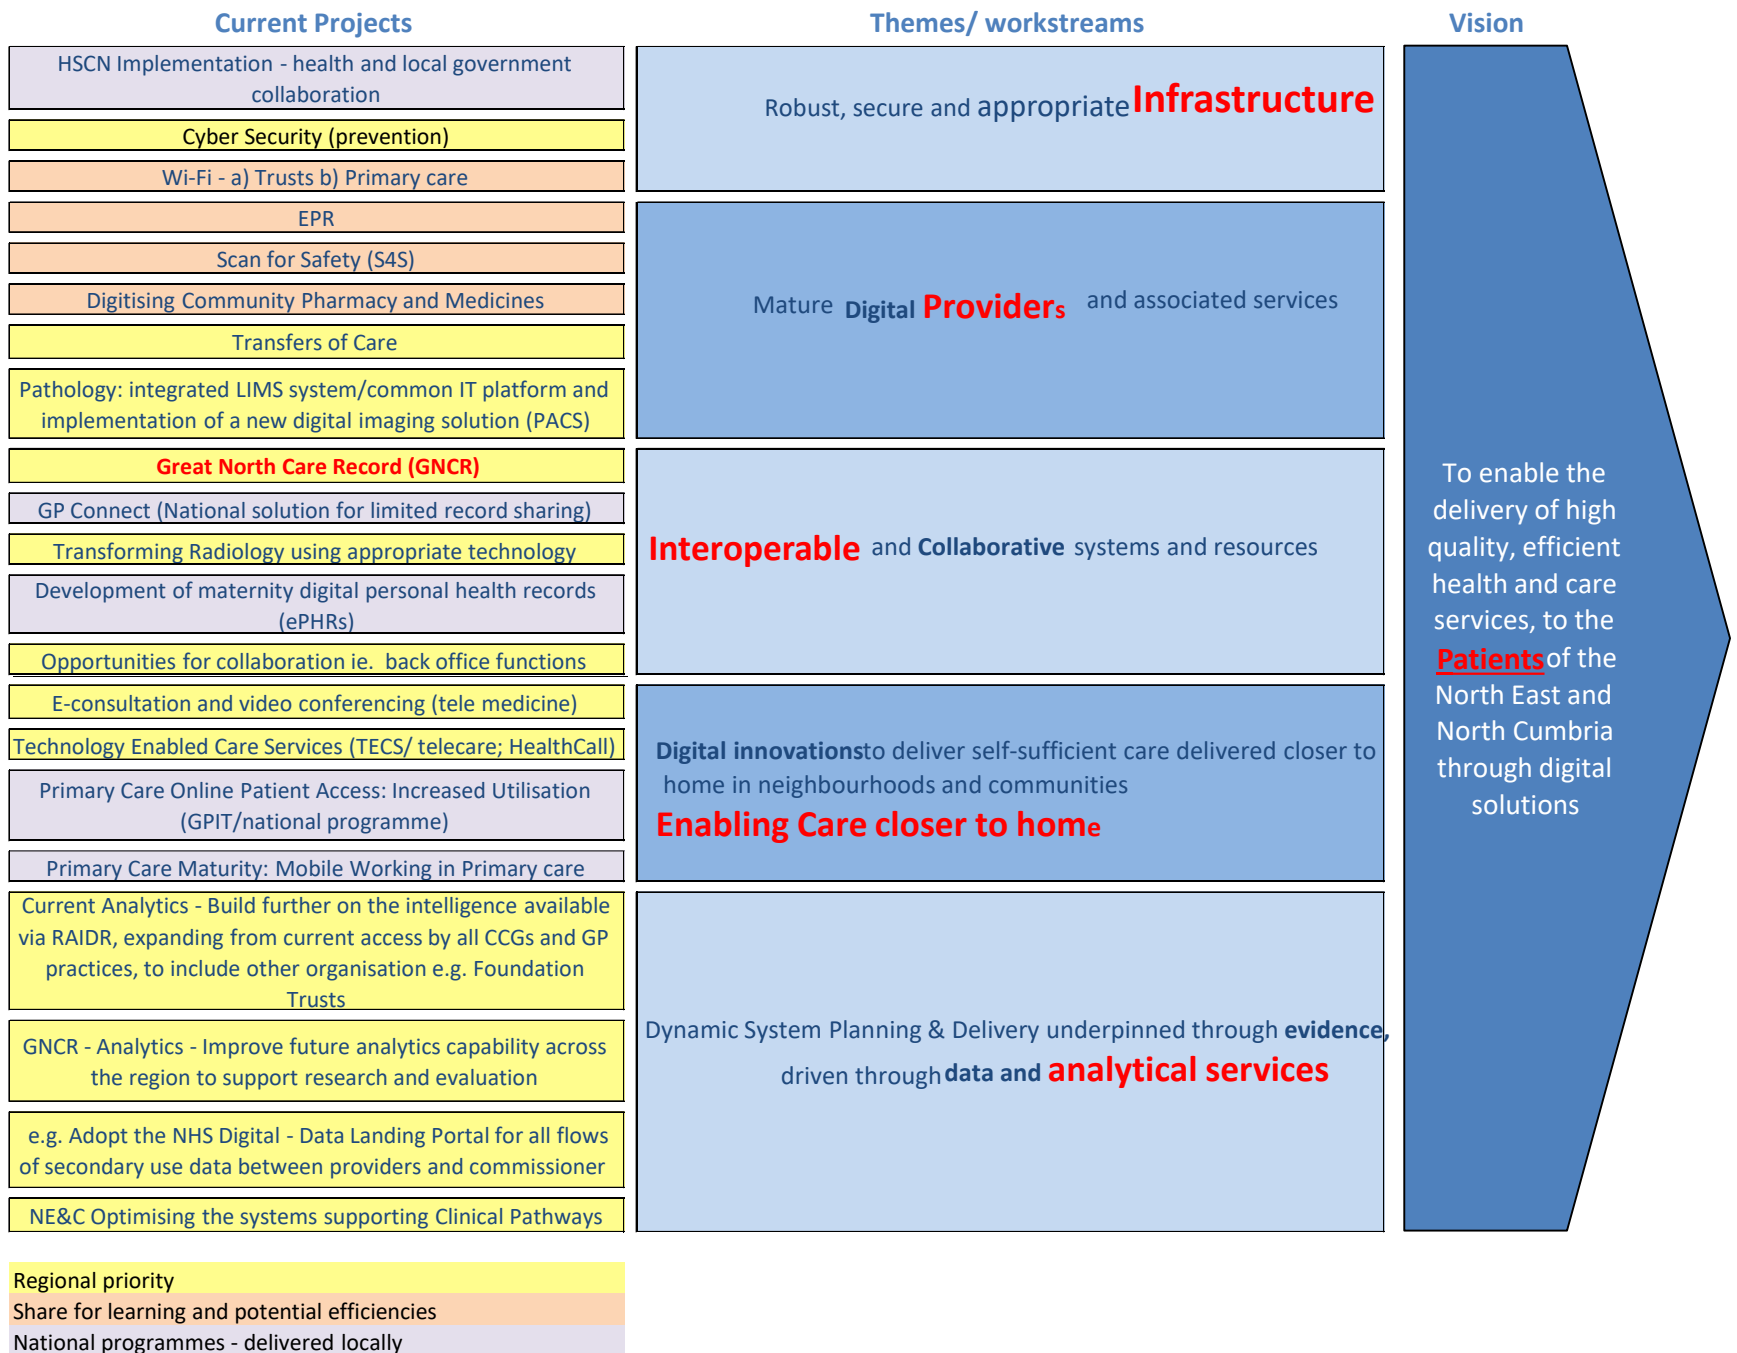 Current Projects
Themes/ workstreams
Vision
HSCN Implementation - health and local government
collaboration
Cyber Security (prevention)
Wi-Fi - a) Trusts b) Primary care
Robust, secure and appropriate Infrastructure
EPR
Scan for Safety (S4S)
Digitising Community Pharmacy and Medicines
Transfers of Care
Pathology: integrated LIMS system/common IT platform and
implementation of a new digital imaging solution (PACS)
Mature Digital Providers and associated services
Great North Care Record (GNCR)
GP Connect (National solution for limited record sharing)
Transforming Radiology using appropriate technology
Development of maternity digital personal health records
(ePHRs)
Opportunities for collaboration ie. back office functions
Interoperable and Collaborative systems and resources
E-consultation and video conferencing (tele medicine)
Technology Enabled Care Services (TECS/ telecare; HealthCall)
Primary Care Online Patient Access: Increased Utilisation
(GPIT/national programme)
Primary Care Maturity: Mobile Working in Primary care
Digital innovationsto deliver self-sufficient care delivered closer to
home in neighbourhoods and communities
Enabling Care closer to home
Current Analytics - Build further on the intelligence available
via RAIDR, expanding from current access by all CCGs and GP
practices, to include other organisation e.g. Foundation
Trusts
GNCR - Analytics - Improve future analytics capability across
the region to support research and evaluation
e.g. Adopt the NHS Digital - Data Landing Portal for all flows
of secondary use data between providers and commissioner
NE&C Optimising the systems supporting Clinical Pathways
Dynamic System Planning & Delivery underpinned through evidence,
driven through data and analytical services
To enable the
delivery of high
quality, efficient
health and care
services, to the
Patients of the
North East and
North Cumbria
through digital
solutions
Regional priority
Share for learning and potential efficiencies
National programmes - delivered locally